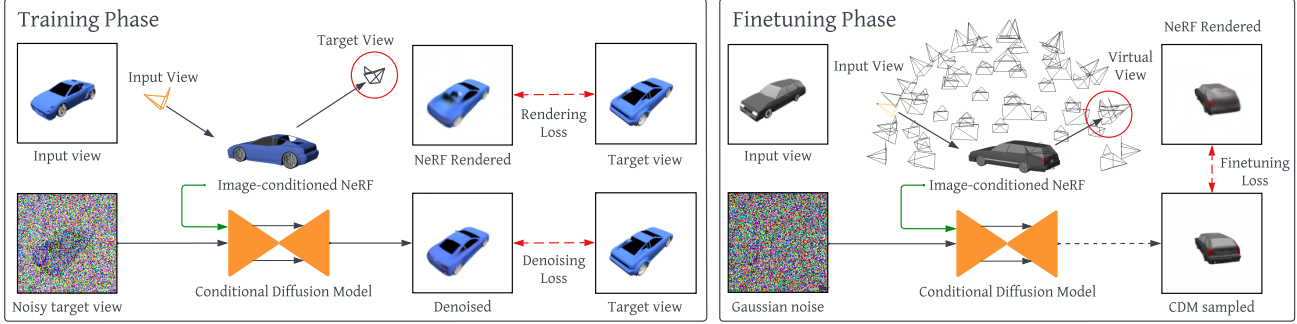 Training Phase
Target View
Input View
Input view
Rendering
Loss
NeRF Rendered
Target view
Image-conditioned NeRF
Noisy target view
Conditional Diffusion Model
Denoised
Denoising
Loss
Target view
Finetuning Phase
NeRF Rendered
Input View
Virtual
View
Input view
Image-conditioned NeRF
Finetuning
Loss
Gaussian noise
Conditional Diffusion Model
CDM sampled